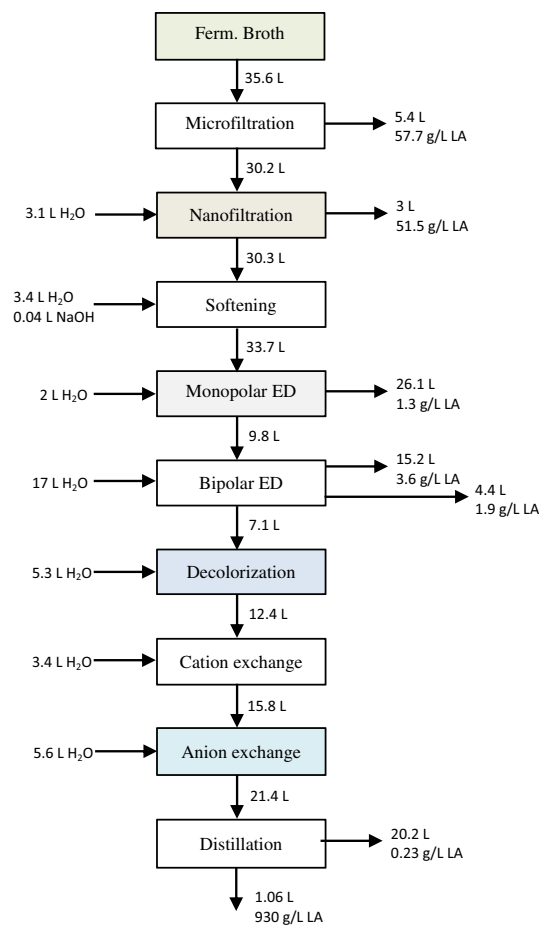 Ferm. Broth
35.6 L
Microfiltration
5.4 L
57.7 g/L LA
30.2 L
3.1 L H₂O
Nanofiltration
3 L
51.5 g/L LA
30.3 L
3.4 L H₂O
0.04 L NaOH
Softening
33.7 L
2 L H₂O
Monopolar ED
26.1 L
1.3 g/L LA
9.8 L
17 L H₂O
Bipolar ED
15.2 L
3.6 g/L LA
4.4 L
1.9 g/L LA
7.1 L
5.3 L H₂O
Decolorization
12.4 L
3.4 L H₂O
Cation exchange
15.8 L
5.6 L H₂O
Anion exchange
21.4 L
Distillation
20.2 L
0.23 g/L LA
1.06 L
930 g/L LA